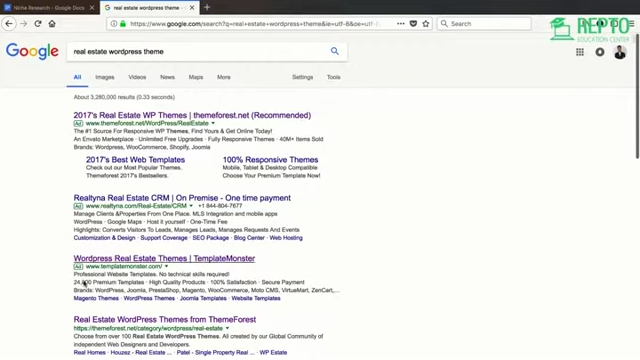 Niche Research - Google Docs
real estate wordpress theme
https://www.google.com/search?q=real+estate+wordpress+theme&ie=utf-8&oe=utf-
Search
REPTO
EDUCATION CENTER
Google
real estate wordpress theme
All Images Videos News Maps More Settings Tools
About 3,280,000 results (0.33 seconds)
2017's Real Estate WP Themes | themeforest.net (Recommended)
Ad www.themeforest.net/WordPress/RealEstate
The #1 Source For Responsive WP Themes, Find Yours & Get Online Today!
An Envato Marketplace · Unlimited Free Upgrades · Fully Responsive Themes · 40M+ Items Sold
Brands: WordPress, WooCommerce, Shopify, Joomla
2017's Best Web Templates 100% Responsive Themes
Check out our Most Popular Themes. Mobile, Tablet & Desktop Compatible
2017's ThemeForest Bestsellers. Choose Your Premium Template Now!
Realtyna Real Estate CRM | On Premise - One time payment
Ad www.realtyna.com/Real-Estate/CRM +1 844-804-7677
Manage Clients &Properties From One Place. MLS Integration and mobile apps
WordPress · Google Maps · Host it yourself · One-Time Fee
Highlights: Converts Visitors To Leads, Manages Leads, Manages Requests…
Customization & Design · Support Coverage · SEO Package · Blog Center · Web Hosting
Wordpress Real Estate Themes | TemplateMonster
Ad www.templatemonster.com/
Professional Website Templates. No technical skills required!
Premium Templates · High Quality Products · 100% Satisfaction · Secure Payment
Brands: WordPress, Joomla, PrestaShop, Magento, WooCommerce, Moto CMS, VirtueMart, ZenCart,…
Magento Themes · WordPress Themes · Joomla Templates · Website Templates
Real Estate WordPress Themes from ThemeForest
https://themeforest.net/category/wordpress/real-estate
Choose from over 100 Real Estate WordPress Themes. All created by our Global Community of
independent Web Designers and Developers.
Real Homes · Houzez - Real Estate ... · Patel - Single Property Real ... · WP Estate